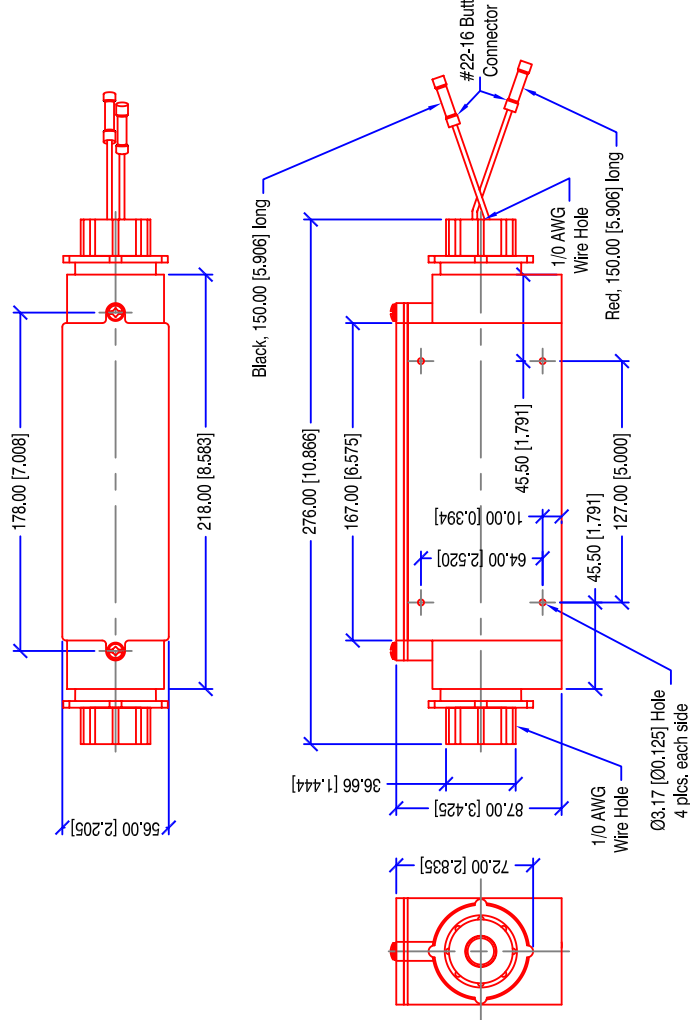 178.00 [7.008]
218.00 [8.583]
56.00 [2.205]
Black, 150.00 [5.906] long
#22-16 Butt
Connector
276.00 [10.866]
167.00 [6.575]
1/0 AWG
Wire Hole
Red, 150.00 [5.906] long
45.50 [1.791]
10.00 [0.394]
64.00 [2.520]
127.00 [5.000]
45.50 [1.791]
36.66 [1.444]
87.00 [3.425]
1/0 AWG
Wire Hole
Ø3.17 [Ø0.125] Hole
4 plcs, each side
72.00 [2.835]